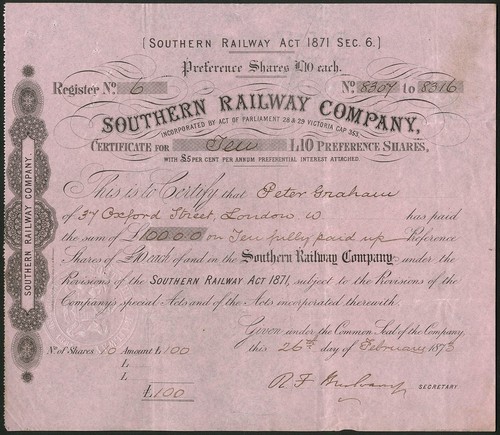 (SOUTHERN RAILWAY ACT 1871 SEC. 6.)
Preference Shares £10 each.
Register No. 6 No. 8307 to 8316
SOUTHERN RAILWAY COMPANY,
INCORPORATED BY ACT OF PARLIAMENT 28 & 29 VICTORIA CAP. 363.
CERTIFICATE FOR Ten £10 PREFERENCE SHARES,
WITH £5 PER CENT PER ANNUM PREFERENTIAL INTEREST ATTACHED.
This is to Certify that Peter Graham
of 37 Oxford Street, London W has paid
the sum of £100.0.0 on Ten fully paid up Preference
Shares of £10 each of and in the Southern Railway Company under the
Provisions of the SOUTHERN RAILWAY ACT 1871, subject to the Provisions of the
Company's special Acts and of the Acts incorporated therewith.
Given under the Common Seal of the Company
this 26th day of February 1873
No. of Shares 10 Amount £100
£
£
£100
R F
SECRETARY
SOUTHERN RAILWAY COMPANY.